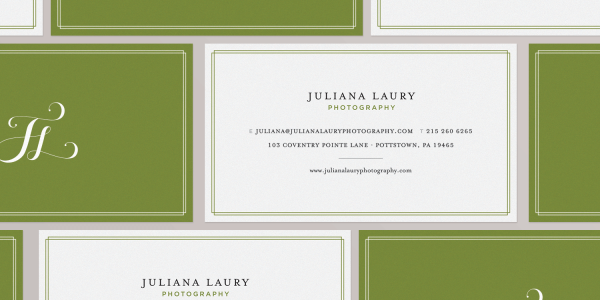 JULIANA LAURY
PHOTOGRAPHY
E JULIANA@JULIANALAURYPHOTOGRAPHY.COM T 215 260 6265
103 COVENTRY POINTE LANE · POTTSTOWN, PA 19465
www.julianalauryphotography.com
JULIANA LAURY
PHOTOGRAPHY